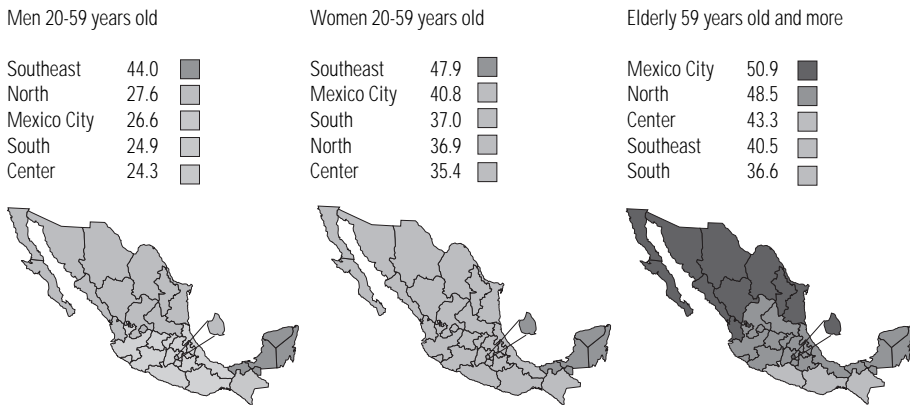 Men 20-59 years old
Southeast 44.0
North 27.6
Mexico City 26.6
South 24.9
Center 24.3
Women 20-59 years old
Southeast 47.9
Mexico City 40.8
South 37.0
North 36.9
Center 35.4
Elderly 59 years old and more
Mexico City 50.9
North 48.5
Center 43.3
Southeast 40.5
South 36.6